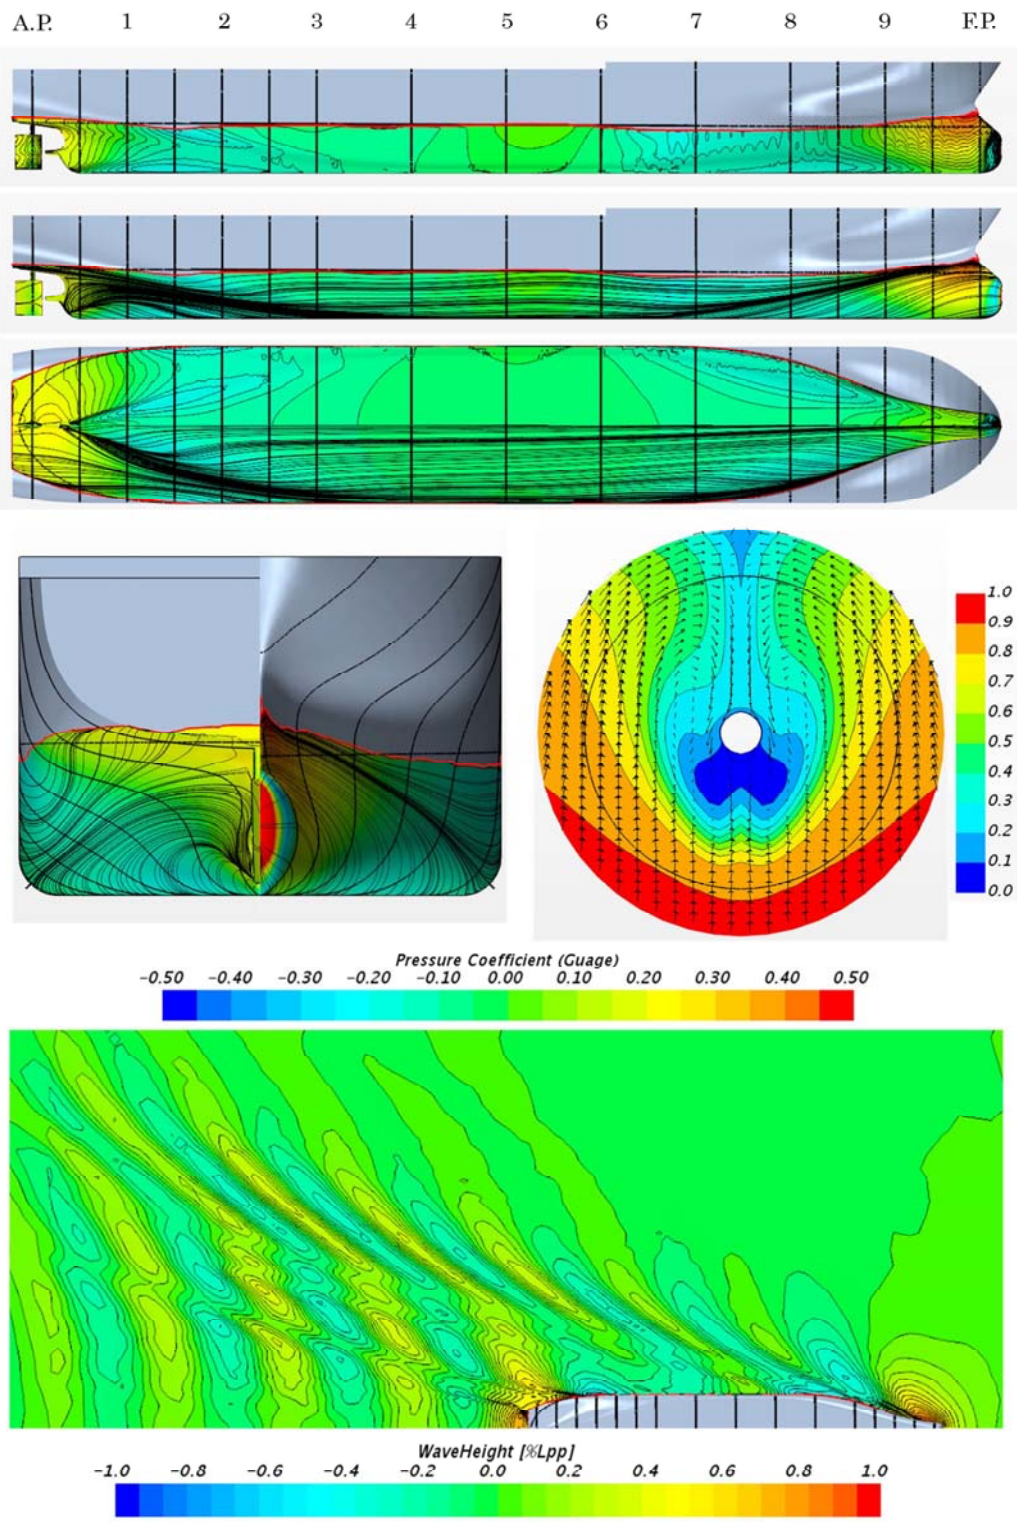 A.P. 1 2 3 4 5 6 7 8 9 F.P.
1.0
0.9
0.8
0.7
0.6
0.5
0.4
0.3
0.2
0.1
0.0
Pressure Coefficient (Guage)
-0.50 -0.40 -0.30 -0.20 -0.10 0.00 0.10 0.20 0.30 0.40 0.50
WaveHeight [%Lpp]
-1.0 -0.8 -0.6 -0.4 -0.2 0.0 0.2 0.4 0.6 0.8 1.0